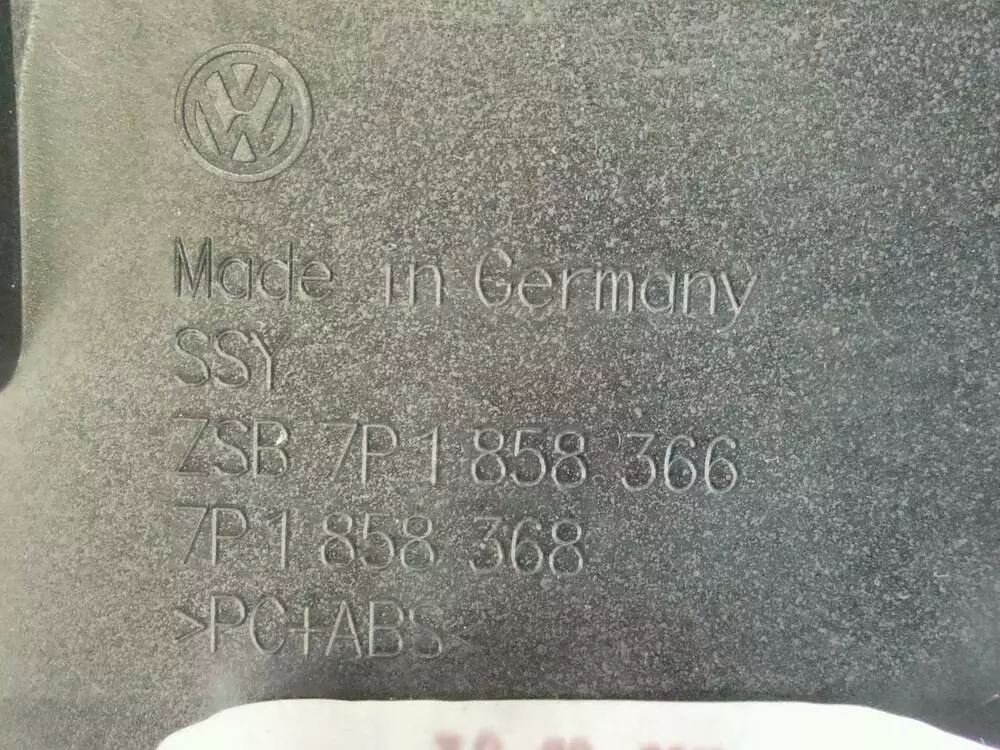 Made in Germany
SSY
ZSB 7P1 858 366
7P1 858 368
>PC+ABS<